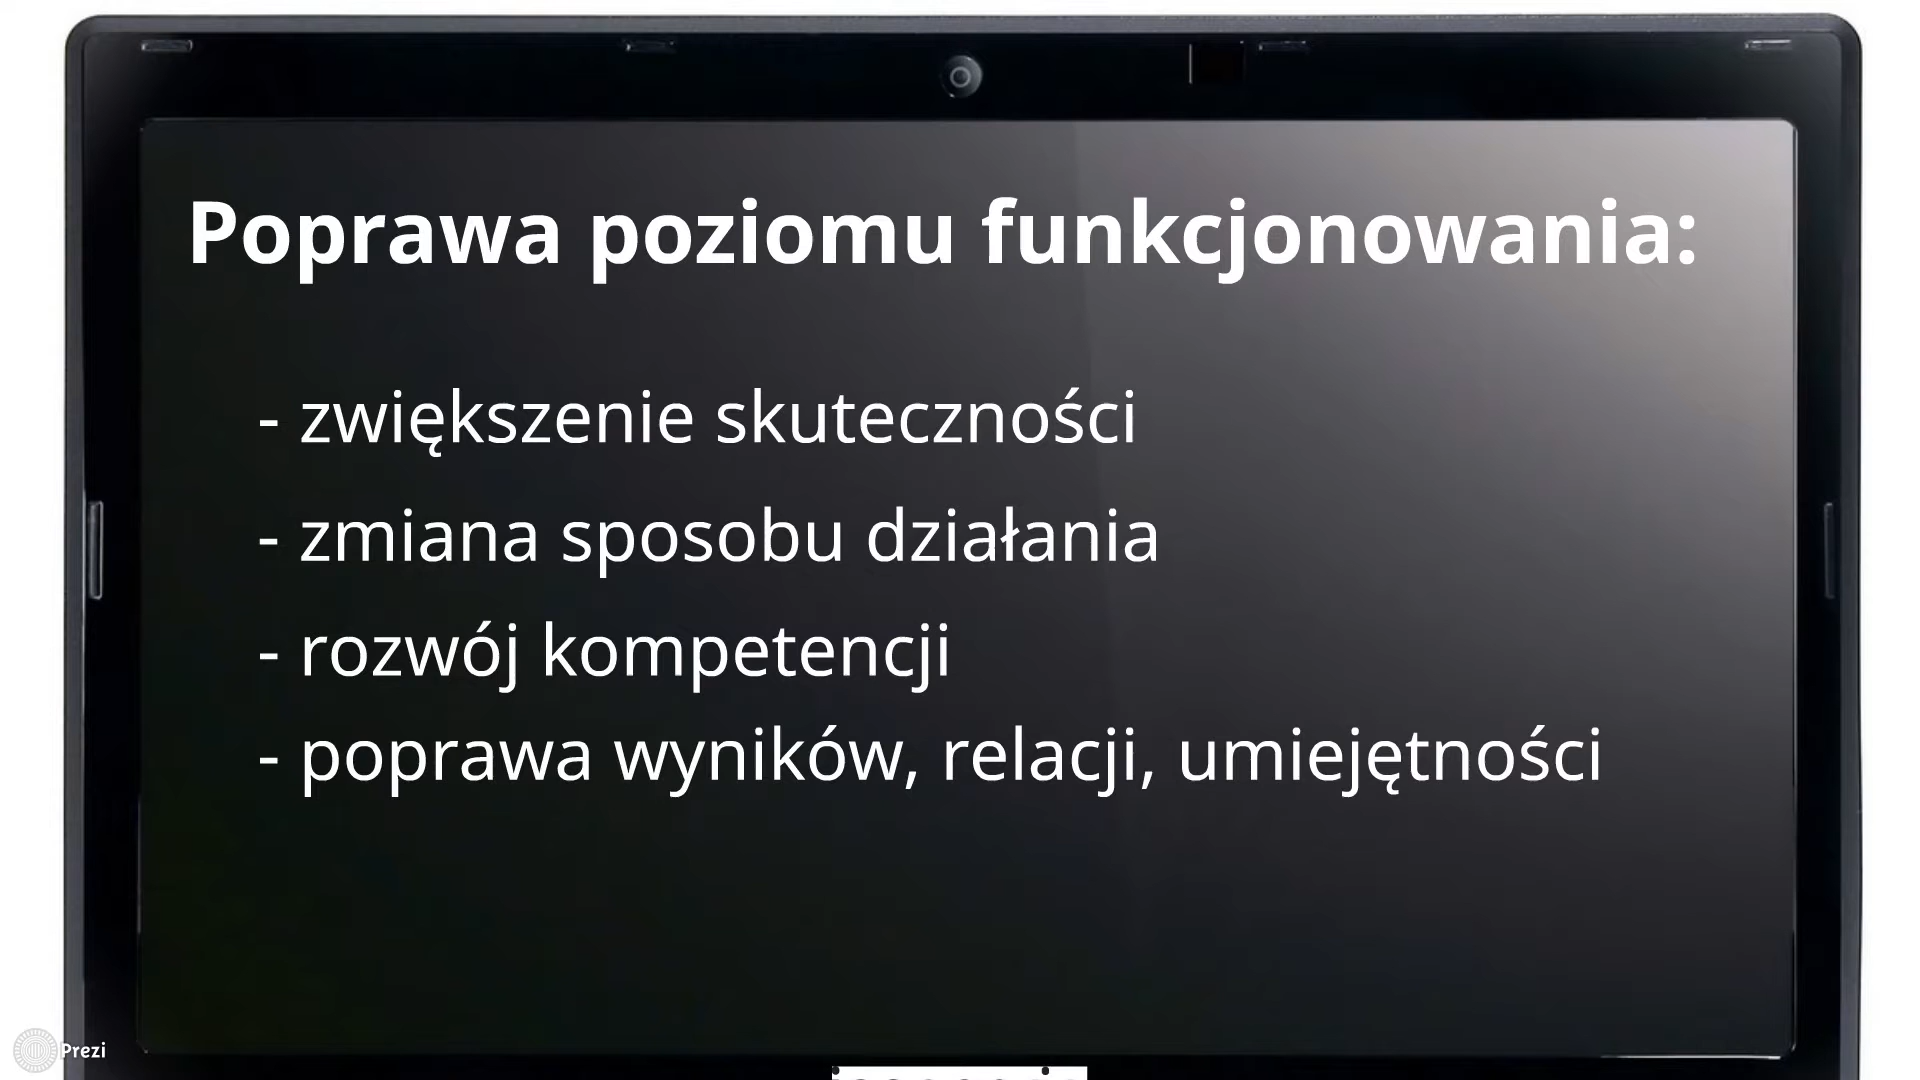 Poprawa poziomu funkcjonowania:
- zwiększenie skuteczności
- zmiana sposobu działania
- rozwój kompetencji
- poprawa wyników, relacji, umiejętności
Prezi